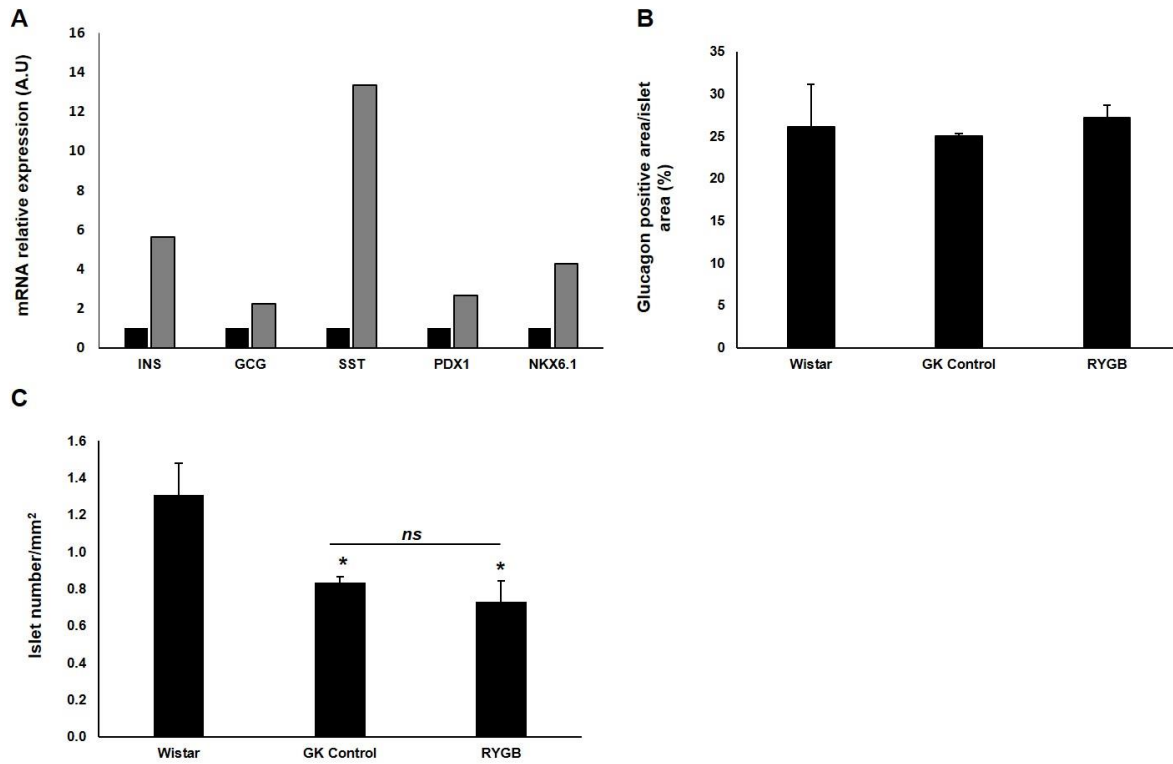 A
mRNA relative expression (A.U)
16
14
12
10
8
6
4
2
0
INS GCG SST PDX1 NKX6.1
B
Glucagon positive area/islet
area (%)
35
30
25
20
15
10
5
0
Wistar GK Control RYGB
C
Islet number/mm²
1.6
1.4
1.2
1.0
0.8
0.6
0.4
0.2
0.0
ns
* *
Wistar GK Control RYGB